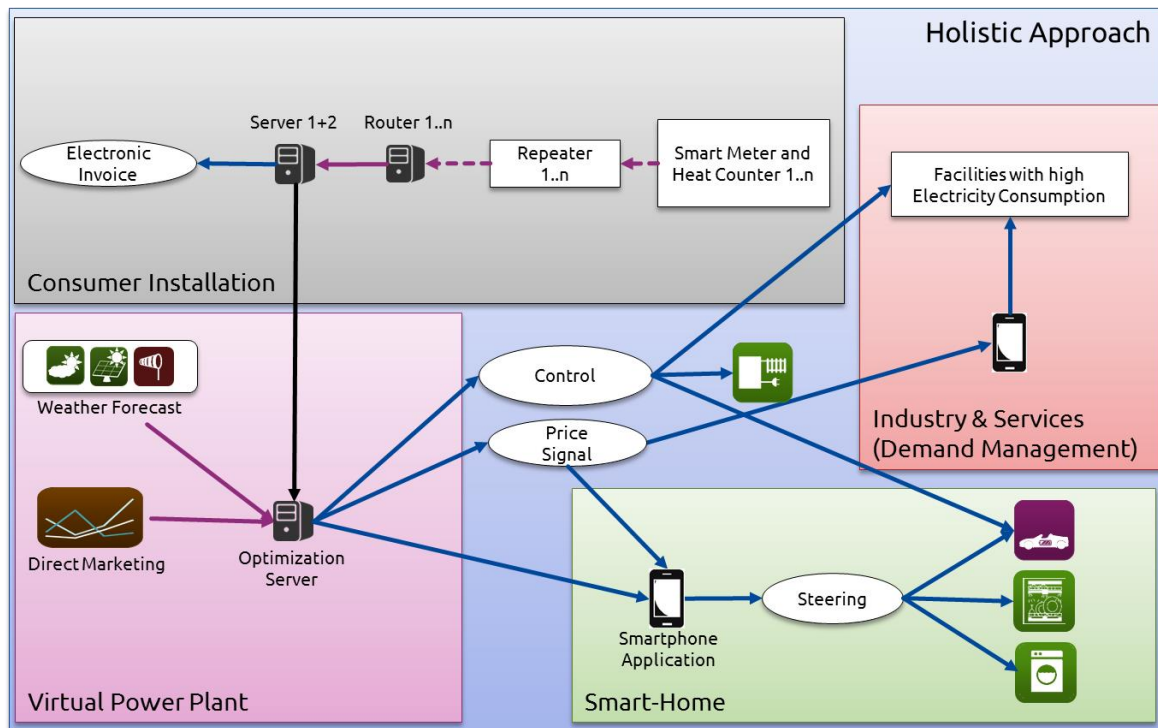 Holistic Approach
Server 1+2
Router 1..n
Electronic
Invoice
Repeater
1..n
Smart Meter and
Heat Counter 1..n
Consumer Installation
Facilities with high
Electricity Consumption
Industry & Services
(Demand Management)
Weather Forecast
Control
Price
Signal
Direct Marketing
Optimization
Server
Virtual Power Plant
Smartphone
Application
Steering
Smart-Home